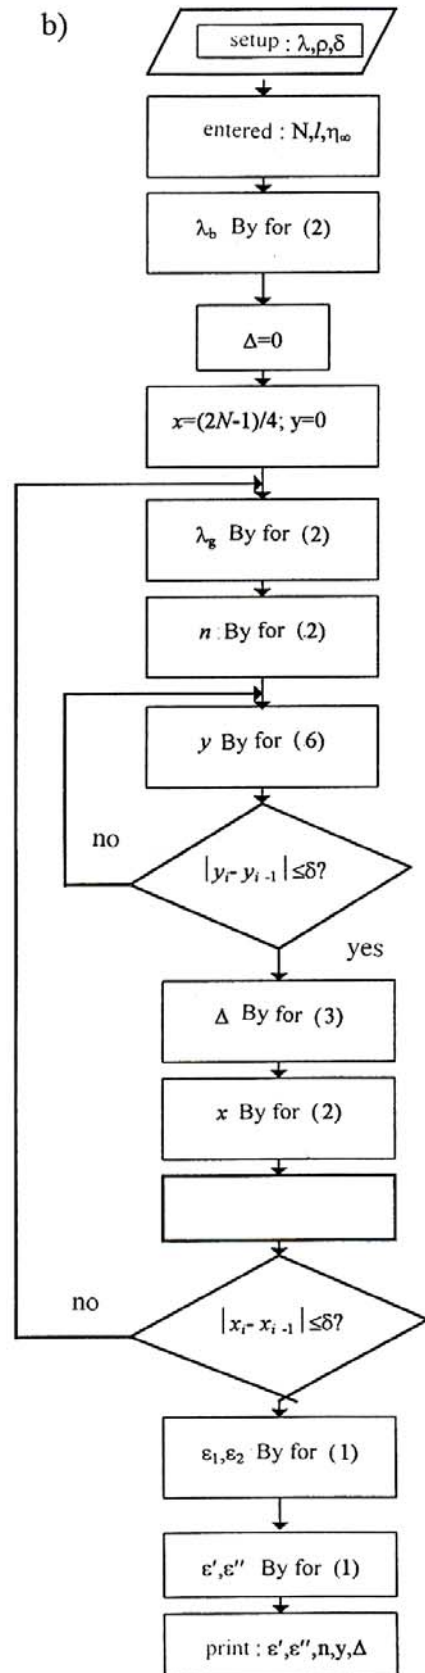 b)
setup : λ,ρ,δ
entered : N,l,η∞
λb By for (2)
Δ=0
x=(2N-1)/4; y=0
λg By for (2)
n : By for (.2)
y By for (.6)
no
|yi- yi -1| ≤δ?
yes
Δ By for (3)
x By for (2)
no
|xi- xi -1| ≤δ?
ε1,ε2 By for (1)
ε′,ε″ By for (1)
print : ε′,ε″,n,y,Δ